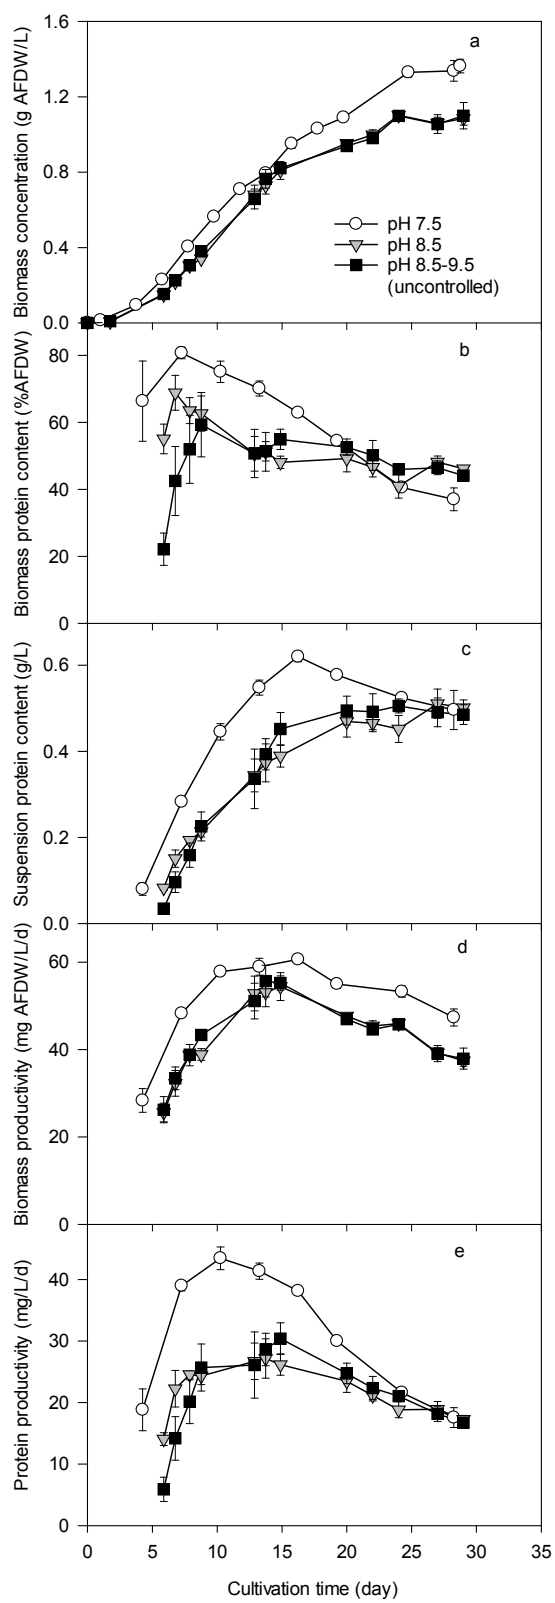 1.6
1.2
0.8
0.4
0.0
Biomass concentration (g AFDW/L)
a
pH 7.5
pH 8.5
pH 8.5-9.5
(uncontrolled)
80
60
40
20
0
Biomass protein content (%AFDW)
b
0.6
0.4
0.2
0.0
Suspension protein content (g/L)
c
60
40
20
0
Biomass productivity (mg AFDW/L/d)
d
40
30
20
10
0
Protein productivity (mg/L/d)
e
0 5 10 15 20 25 30 35
Cultivation time (day)